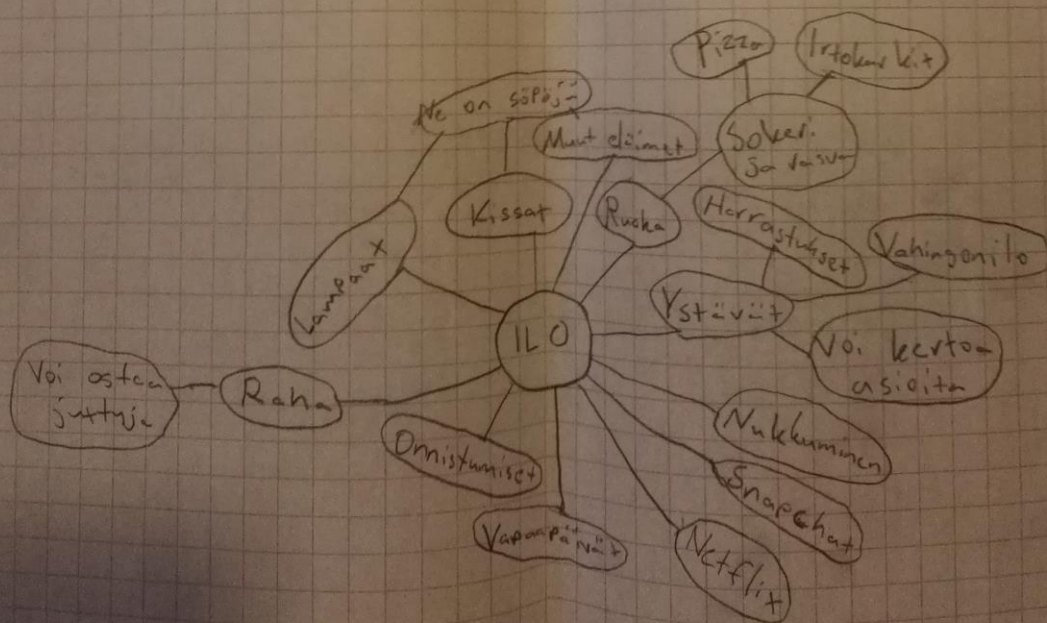 Pizza
Irtokarkit
Ne on söpöjä
Muut eläimet
Sokeri
ja rasva
Kissat
Ruoka
Harrastukset
Vahingonilo
Lampaat
Ystävät
ILO
Voi kertoa
asioita
Voi ostaa
juttuja
Raha
Onnistumiset
Nukkuminen
Snapchat
Vapaapäivät
Netflix